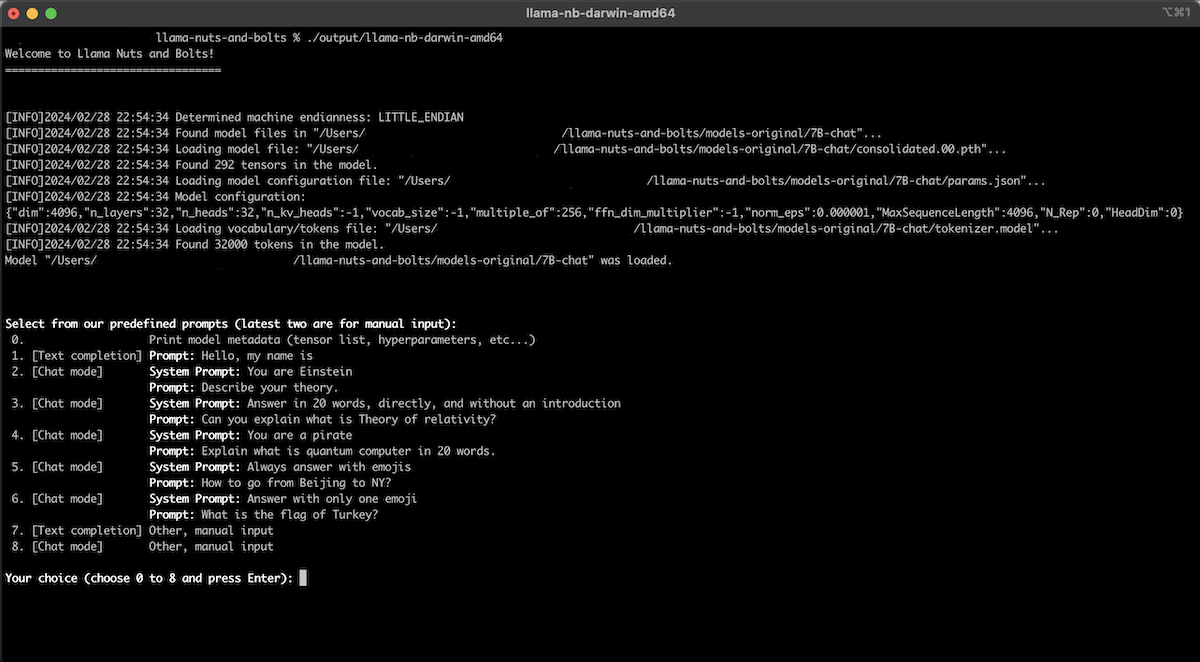 llama-nb-darwin-amd64
⌥⌘1
llama-nuts-and-bolts % ./output/llama-nb-darwin-amd64
Welcome to Llama Nuts and Bolts!
=================================
[INFO]2024/02/28 22:54:34 Determined machine endianness: LITTLE_ENDIAN
[INFO]2024/02/28 22:54:34 Found model files in "/Users/ /llama-nuts-and-bolts/models-original/7B-chat"...
[INFO]2024/02/28 22:54:34 Loading model file: "/Users/ /llama-nuts-and-bolts/models-original/7B-chat/consolidated.00.pth"...
[INFO]2024/02/28 22:54:34 Found 292 tensors in the model.
[INFO]2024/02/28 22:54:34 Loading model configuration file: "/Users/ /llama-nuts-and-bolts/models-original/7B-chat/params.json"...
[INFO]2024/02/28 22:54:34 Model configuration:
{"dim":4096,"n_layers":32,"n_heads":32,"n_kv_heads":-1,"vocab_size":-1,"multiple_of":256,"ffn_dim_multiplier":-1,"norm_eps":0.000001,"MaxSequenceLength":4096,"N_Rep":0,"HeadDim":0}
[INFO]2024/02/28 22:54:34 Loading vocabulary/tokens file: "/Users/ /llama-nuts-and-bolts/models-original/7B-chat/tokenizer.model"...
[INFO]2024/02/28 22:54:34 Found 32000 tokens in the model.
Model "/Users/ /llama-nuts-and-bolts/models-original/7B-chat" was loaded.
Select from our predefined prompts (latest two are for manual input):
0. Print model metadata (tensor list, hyperparameters, etc...)
1. [Text completion] Prompt: Hello, my name is
2. [Chat mode] System Prompt: You are Einstein
Prompt: Describe your theory.
3. [Chat mode] System Prompt: Answer in 20 words, directly, and without an introduction
Prompt: Can you explain what is Theory of relativity?
4. [Chat mode] System Prompt: You are a pirate
Prompt: Explain what is quantum computer in 20 words.
5. [Chat mode] System Prompt: Always answer with emojis
Prompt: How to go from Beijing to NY?
6. [Chat mode] System Prompt: Answer with only one emoji
Prompt: What is the flag of Turkey?
7. [Text completion] Other, manual input
8. [Chat mode] Other, manual input
Your choice (choose 0 to 8 and press Enter):